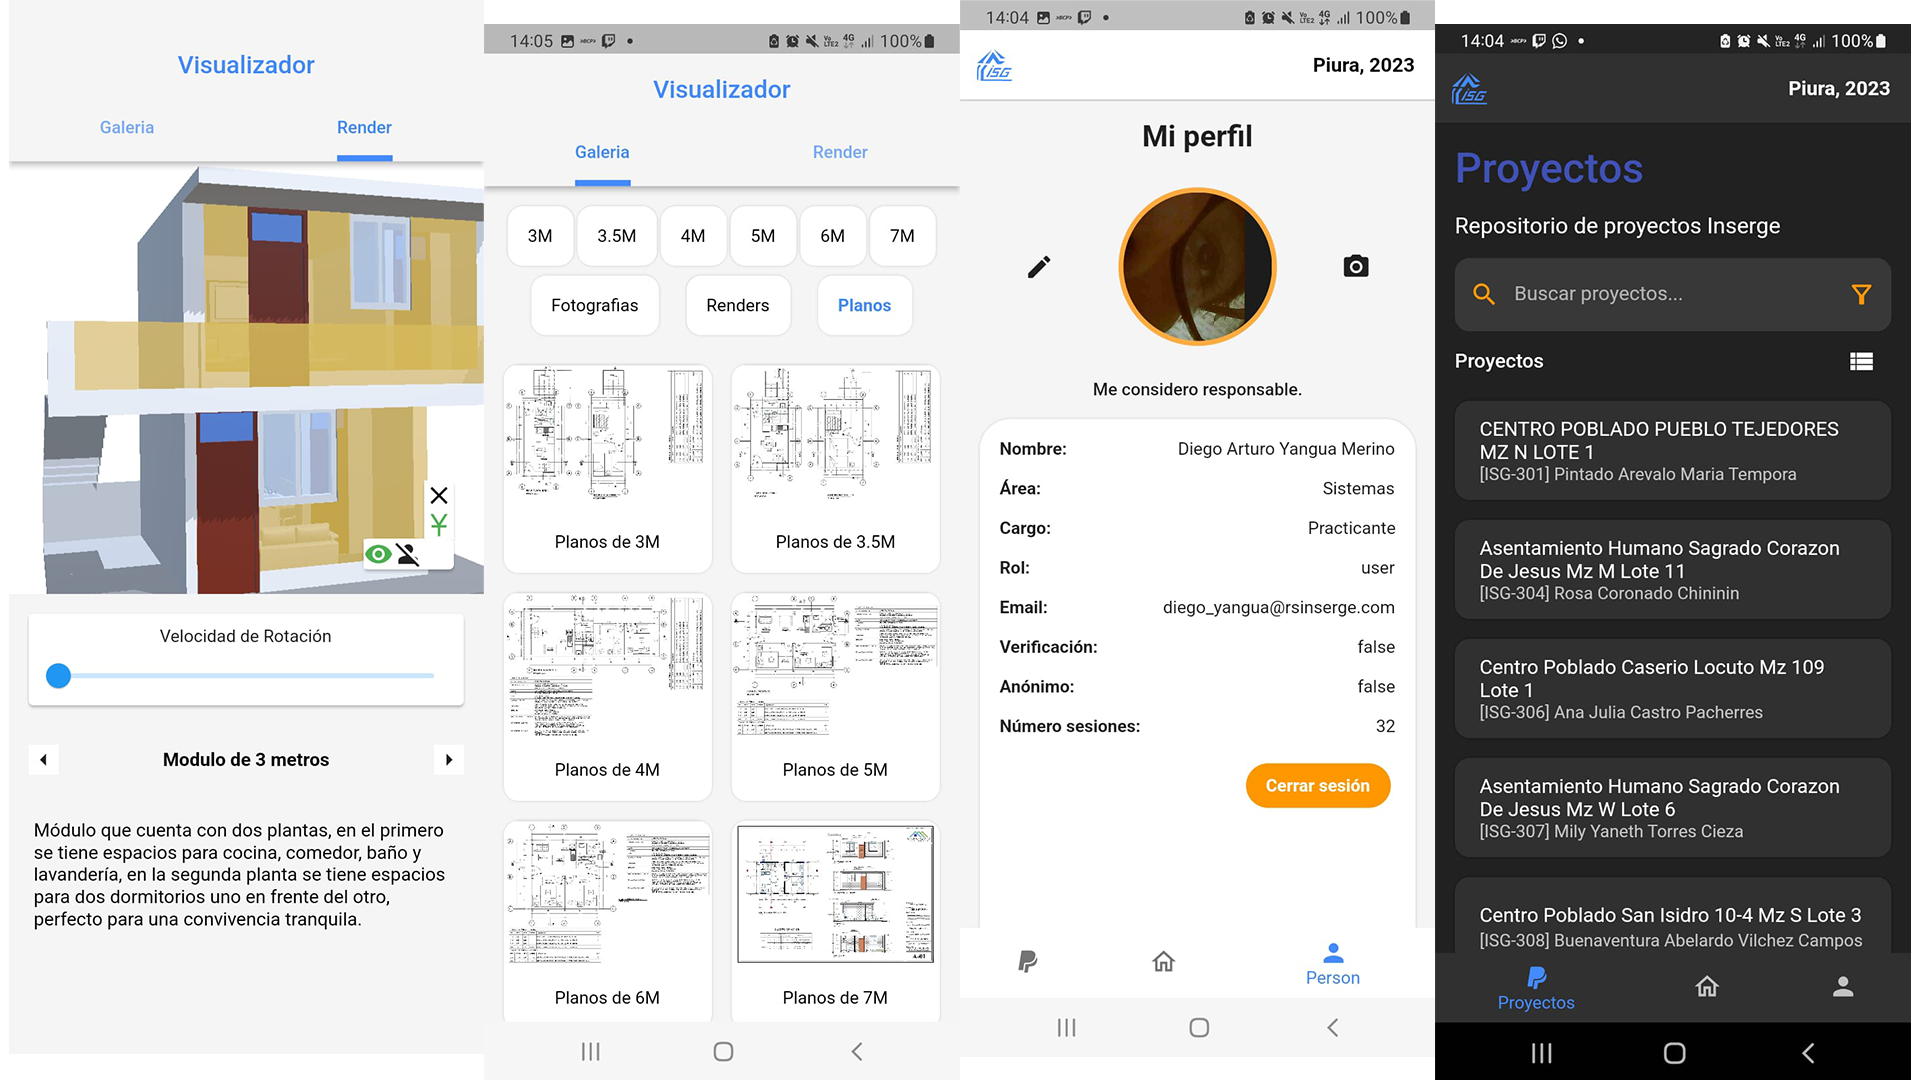 Visualizador
Galeria
Render
Velocidad de Rotación
Modulo de 3 metros
Módulo que cuenta con dos plantas, en el primero
se tiene espacios para cocina, comedor, baño y
lavandería, en la segunda planta se tiene espacios
para dos dormitorios uno en frente del otro,
perfecto para una convivencia tranquila.
14:05
4G
100%
Visualizador
Galeria
Render
3M
3.5M
4M
5M
6M
7M
Fotografias
Renders
Planos
Planos de 3M
Planos de 3.5M
Planos de 4M
Planos de 5M
Planos de 6M
A-01
Planos de 7M
14:04
4G
100%
ISG
Piura, 2023
Mi perfil
Me considero responsable.
Nombre: Diego Arturo Yangua Merino
Área: Sistemas
Cargo: Practicante
Rol: user
Email: diego_yangua@rsinserge.com
Verificación: false
Anónimo: false
Número sesiones: 32
Cerrar sesión
Person
14:04
4G
100%
ISG
Piura, 2023
Proyectos
Repositorio de proyectos Inserge
Buscar proyectos...
Proyectos
CENTRO POBLADO PUEBLO TEJEDORES
MZ N LOTE 1
[ISG-301] Pintado Arevalo Maria Tempora
Asentamiento Humano Sagrado Corazon
De Jesus Mz M Lote 11
[ISG-304] Rosa Coronado Chininin
Centro Poblado Caserio Locuto Mz 109
Lote 1
[ISG-306] Ana Julia Castro Pacherres
Asentamiento Humano Sagrado Corazon
De Jesus Mz W Lote 6
[ISG-307] Mily Yaneth Torres Cieza
Centro Poblado San Isidro 10-4 Mz S Lote 3
[ISG-308] Buenaventura Abelardo Vilchez Campos
Proyectos